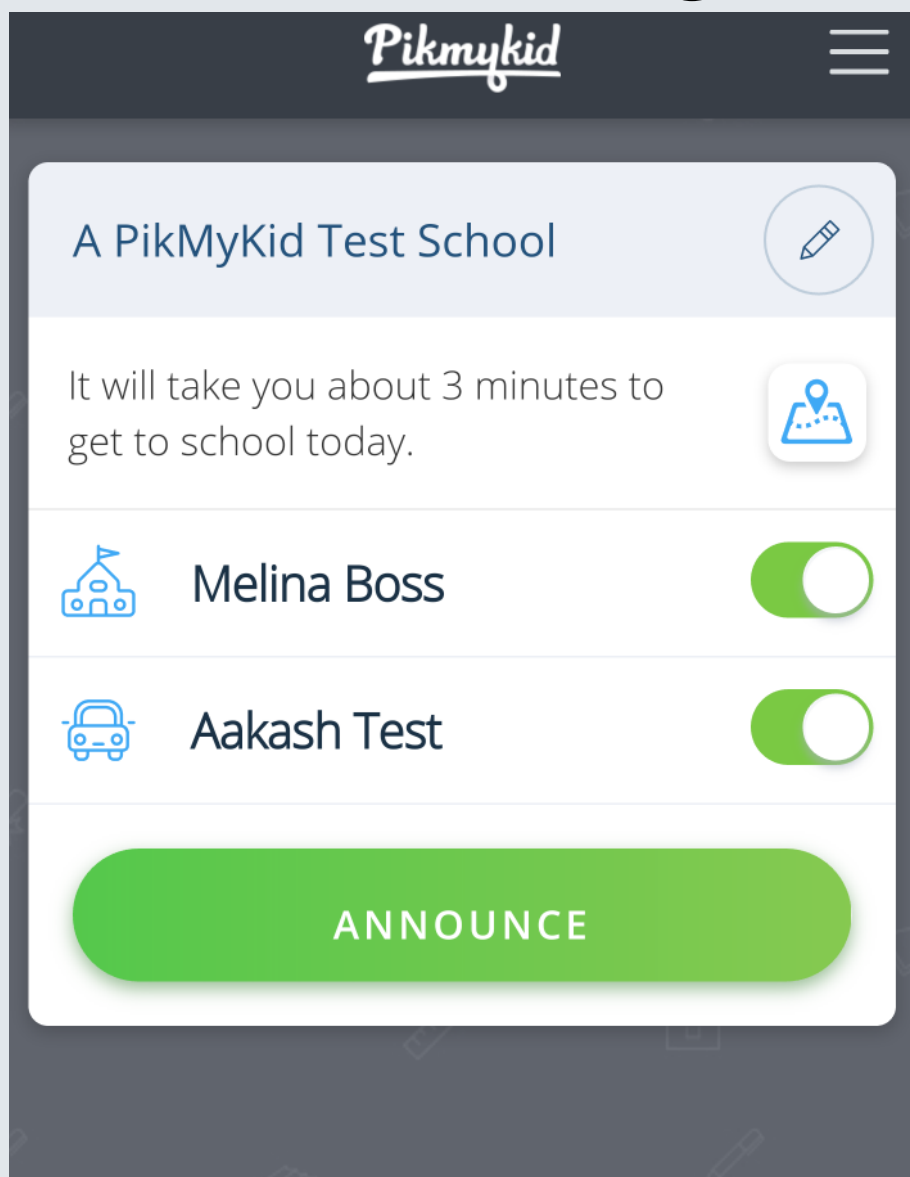 Pikmykid
A PikMyKid Test School
It will take you about 3 minutes to
get to school today.
Melina Boss
Aakash Test
ANNOUNCE